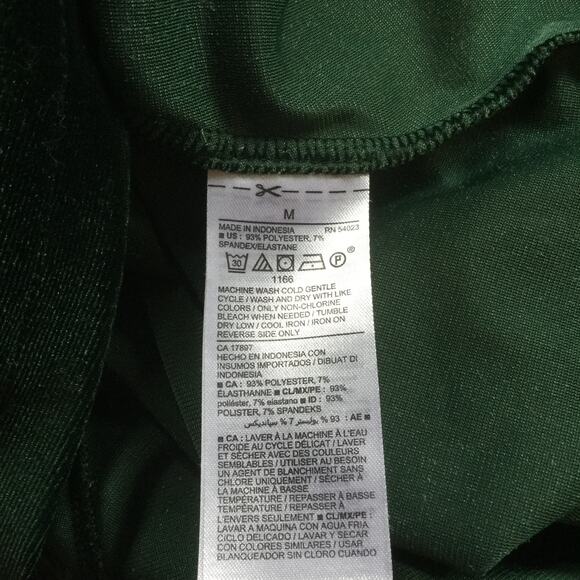 M
MADE IN INDONESIA RN 54023
■ US : 93% POLYESTER, 7%
SPANDEX/ELASTANE
30 P ®
1166
MACHINE WASH COLD GENTLE
CYCLE / WASH AND DRY WITH LIKE
COLORS / ONLY NON-CHLORINE
BLEACH WHEN NEEDED / TUMBLE
DRY LOW / COOL IRON / IRON ON
REVERSE SIDE ONLY
CA 17897
HECHO EN INDONESIA CON
INSUMOS IMPORTADOS / DIBUAT DI
INDONESIA
■ CA : 93% POLYESTER, 7%
ÉLASTHANNE ■ CL/MX/PE : 93%
poliéster, 7% elastano ■ ID : 93%
POLISTER, 7% SPANDEKS
■ AE : 93 % بوليستر 7 % سباندیکس
■ CA : LAVER À LA MACHINE À L'EAU
FROIDE AU CYCLE DÉLICAT / LAVER
ET SÉCHER AVEC DES COULEURS
SEMBLABLES / UTILISER AU BESOIN
UN AGENT DE BLANCHIMENT SANS
CHLORE UNIQUEMENT / SÉCHER À
LA MACHINE À BASSE
TEMPÉRATURE / REPASSER À BASSE
TEMPÉRATURE / REPASSER À
L'ENVERS SEULEMENT ■ CL/MX/PE :
LAVAR A MAQUINA CON AGUA FRIA
CICLO DELICADO / LAVAR Y SECAR
CON COLORES SIMILARES / USAR
BLANQUEADOR SIN CLORO CUANDO